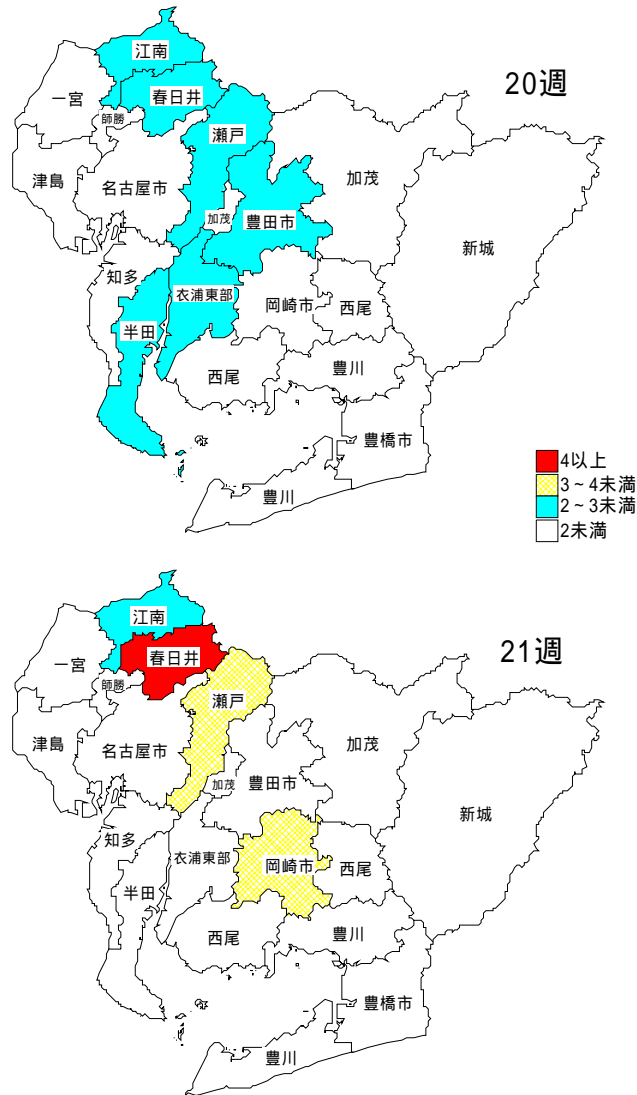 江南
20週
一宮
春日井
師勝
瀬戸
津島
名古屋市
加茂
加茂
豊田市
新城
知多
衣浦東部
岡崎市
西尾
半田
西尾
豊川
豊橋市
豊川
4以上
3~4未満
2~3未満
2未満
江南
21週
一宮
春日井
師勝
瀬戸
津島
名古屋市
加茂
加茂
豊田市
新城
知多
衣浦東部
岡崎市
西尾
半田
西尾
豊川
豊橋市
豊川